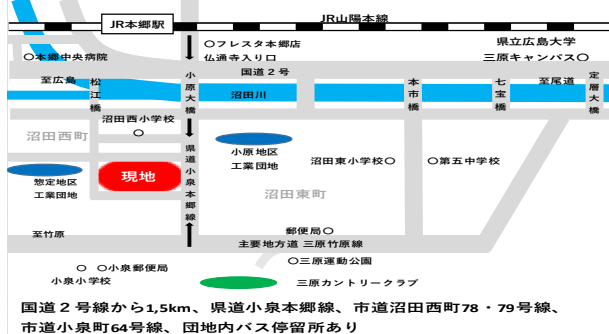 JR本郷駅
JR山陽本線
○フレスタ本郷店
仏通寺入り口
県立広島大学
三原キャンパス○
○本郷中央病院
国道２号
至広島
松江橋
小原大橋
沼田川
本市橋
七宝橋
至尾道
定層大橋
沼田西小学校
○
沼田西町
小原地区
工業団地
沼田東小学校○
○第五中学校
惣定地区
工業団地
現地
県道小泉本郷線
沼田東町
至竹原
郵便局○
主要地方道 三原竹原線
○三原運動公園
○
○小泉郵便局
小泉小学校
三原カントリークラブ
国道２号線から1,5km、県道小泉本郷線、市道沼田西町78・79号線、
市道小泉町64号線、団地内バス停留所あり